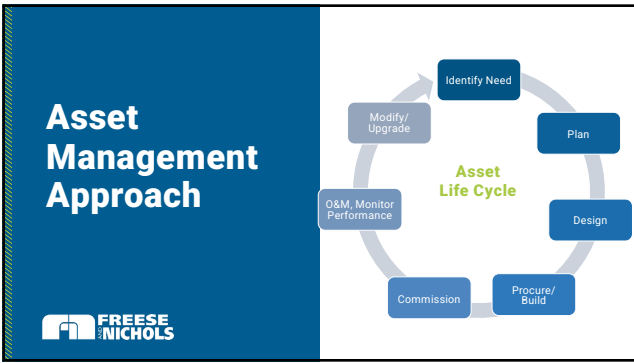 Asset
Management
Approach
FREESE
AND
NICHOLS
Asset
Life Cycle
Identify Need
Plan
Design
Procure/
Build
Commission
O&M, Monitor
Performance
Modify/
Upgrade